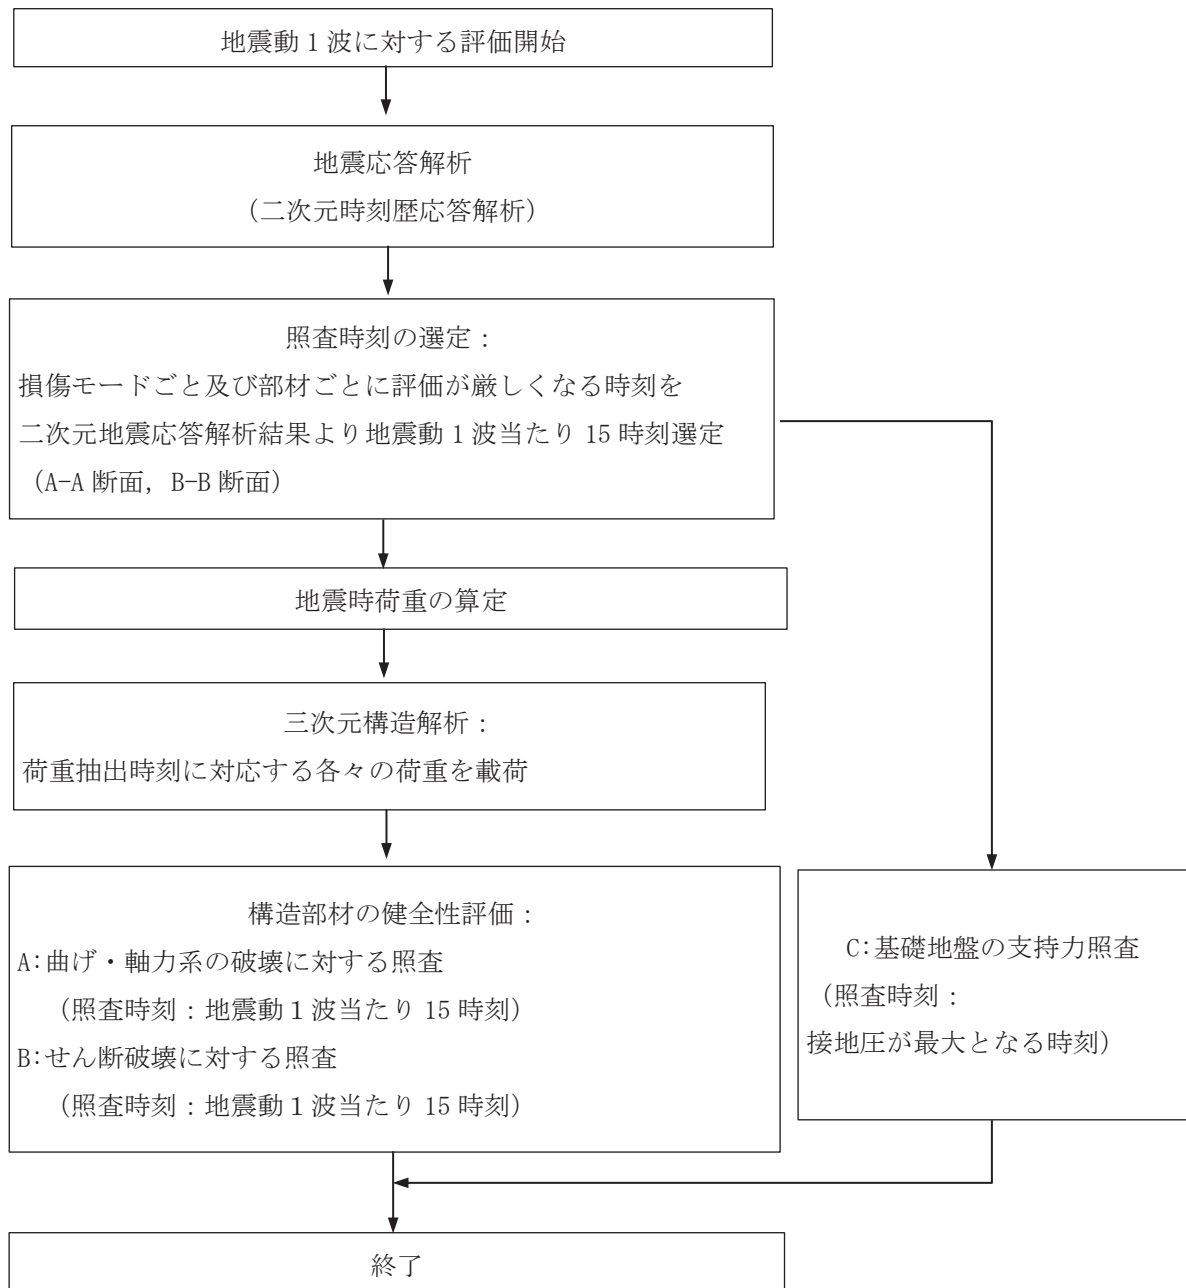 地震動 1 波に対する評価開始
地震応答解析
（二次元時刻歴応答解析）
照査時刻の選定：
損傷モードごと及び部材ごとに評価が厳しくなる時刻を
二次元地震応答解析結果より地震動 1 波当たり 15 時刻選定
（A-A 断面，B-B 断面）
地震時荷重の算定
三次元構造解析：
荷重抽出時刻に対応する各々の荷重を載荷
構造部材の健全性評価：
A:曲げ・軸力系の破壊に対する照査
（照査時刻：地震動１波当たり 15 時刻）
B:せん断破壊に対する照査
（照査時刻：地震動１波当たり 15 時刻）
C:基礎地盤の支持力照査
（照査時刻：
接地圧が最大となる時刻）
終了